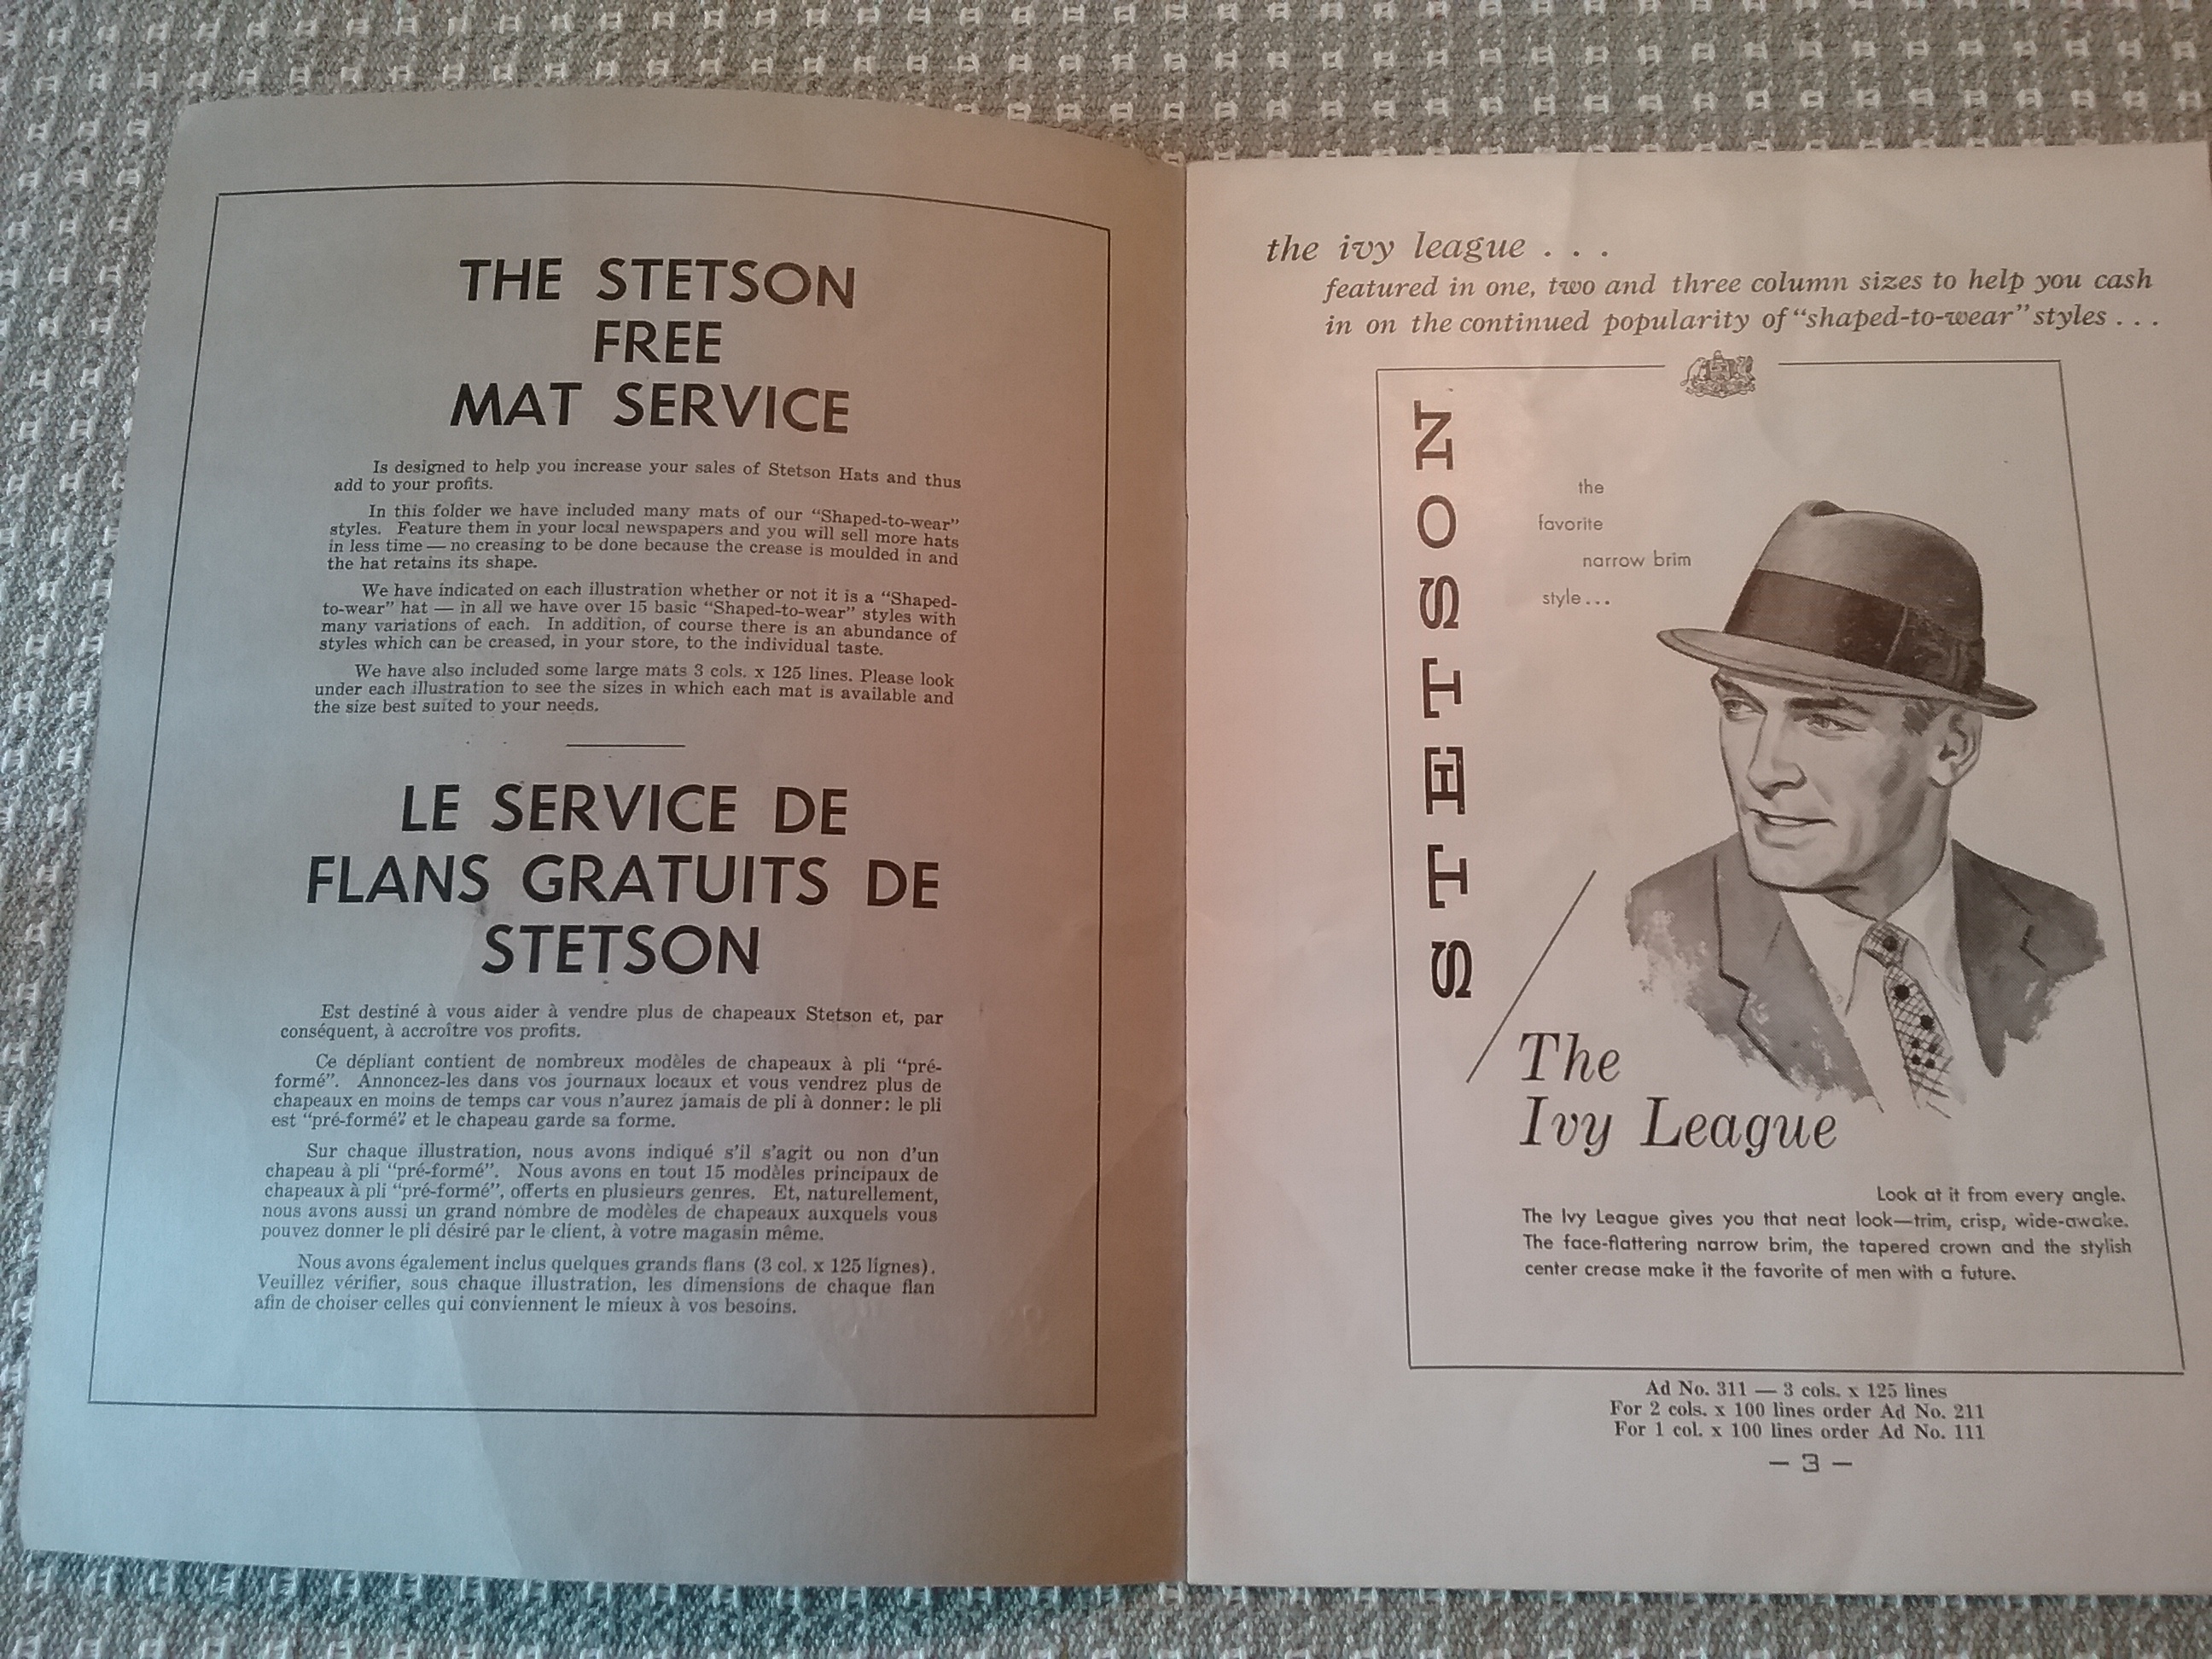 THE STETSON
FREE
MAT SERVICE
Is designed to help you increase your sales of Stetson Hats and thus
add to your profits.
In this folder we have included many mats of our “Shaped-to-wear”
styles. Feature them in your local newspapers and you will sell more hats
in less time — no creasing to be done because the crease is moulded in and
the hat retains its shape.
We have indicated on each illustration whether or not it is a “Shaped-
to-wear” hat — in all we have over 15 basic “Shaped-to-wear” styles with
many variations of each. In addition, of course there is an abundance of
styles which can be creased, in your store, to the individual taste.
We have also included some large mats 3 cols. x 125 lines. Please look
under each illustration to see the sizes in which each mat is available and
the size best suited to your needs.
LE SERVICE DE
FLANS GRATUITS DE
STETSON
Est destiné à vous aider à vendre plus de chapeaux Stetson et, par
conséquent, à accroître vos profits.
Ce dépliant contient de nombreux modèles de chapeaux à pli “pré-
formé”. Annoncez-les dans vos journaux locaux et vous vendrez plus de
chapeaux en moins de temps car vous n'aurez jamais de pli à donner: le pli
est “pré-formé” et le chapeau garde sa forme.
Sur chaque illustration, nous avons indiqué s'il s'agit ou non d'un
chapeau à pli “pré-formé”. Nous avons en tout 15 modèles principaux de
chapeaux à pli “pré-formé”, offerts en plusieurs genres. Et, naturellement,
nous avons aussi un grand nombre de modèles de chapeaux auxquels vous
pouvez donner le pli désiré par le client, à votre magasin même.
Nous avons également inclus quelques grands flans (3 col. x 125 lignes).
Veuillez vérifier, sous chaque illustration, les dimensions de chaque flan
afin de choiser celles qui conviennent le mieux à vos besoins.
the ivy league . . .
featured in one, two and three column sizes to help you cash
in on the continued popularity of “shaped-to-wear” styles . . .
STETSON
the
favorite
narrow brim
style...
The
Ivy League
Look at it from every angle.
The Ivy League gives you that neat look—trim, crisp, wide-awake.
The face-flattering narrow brim, the tapered crown and the stylish
center crease make it the favorite of men with a future.
Ad No. 311 — 3 cols. x 125 lines
For 2 cols. x 100 lines order Ad No. 211
For 1 col. x 100 lines order Ad No. 111
— 3 —